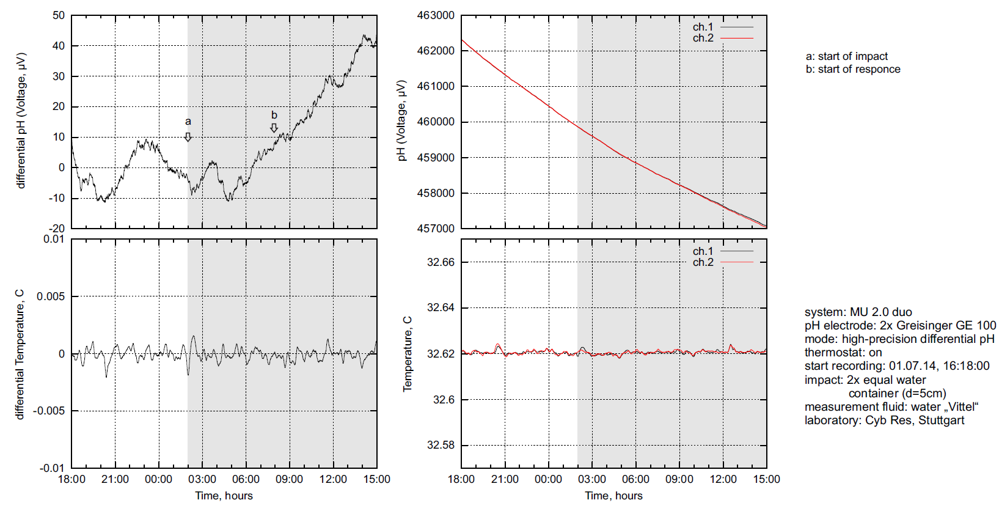 50
40
30
20
10
0
-10
-20
differential pH (Voltage, µV)
a
b
463000
462000
461000
460000
459000
458000
457000
pH (Voltage, µV)
ch.1
ch.2
a: start of impact
b: start of responce
0.01
0.005
0
-0.005
-0.01
differential Temperature, C
18:00 21:00 00:00 03:00 06:00 09:00 12:00 15:00
Time, hours
32.66
32.64
32.62
32.6
32.58
Temperature, C
ch.1
ch.2
18:00 21:00 00:00 03:00 06:00 09:00 12:00 15:00
Time, hours
system: MU 2.0 duo
pH electrode: 2x Greisinger GE 100
mode: high-precision differential pH
thermostat: on
start recording: 01.07.14, 16:18:00
impact: 2x equal water
container (d=5cm)
measurement fluid: water „Vittel“
laboratory: Cyb Res, Stuttgart